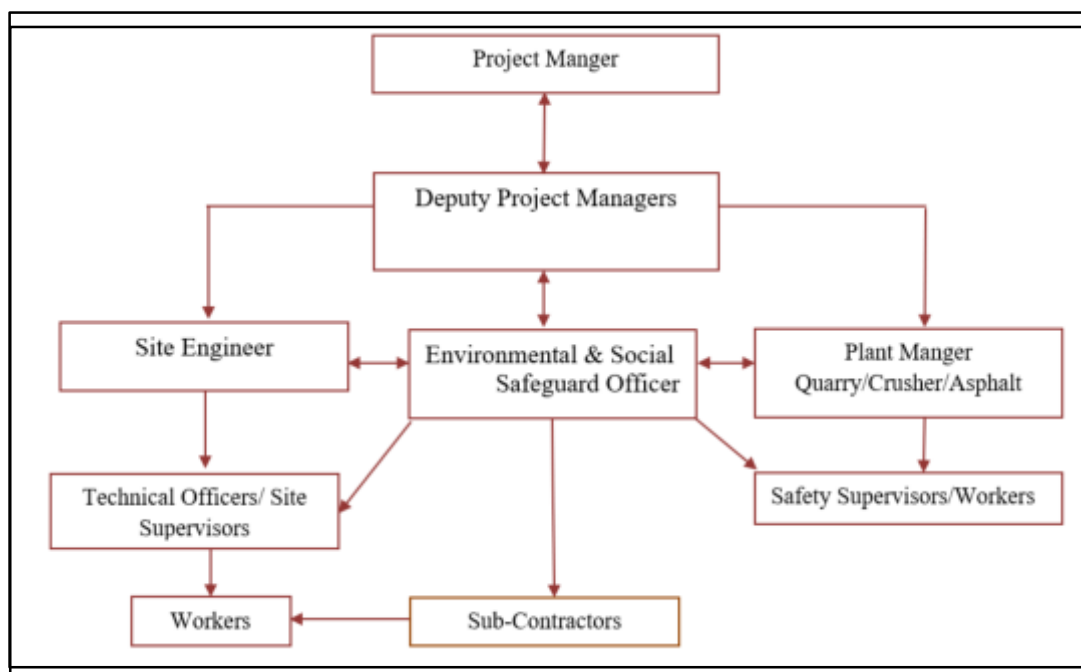 Project Manger
Deputy Project Managers
Site Engineer
Environmental & Social
Safeguard Officer
Plant Manger
Quarry/Crusher/Asphalt
Technical Officers/ Site
Supervisors
Safety Supervisors/Workers
Workers
Sub-Contractors